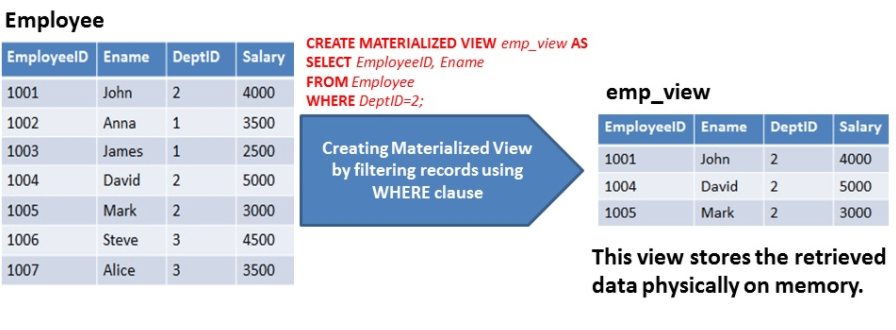 Employee
EmployeeID Ename DeptID Salary
1001 John 2 4000
1002 Anna 1 3500
1003 James 1 2500
1004 David 2 5000
1005 Mark 2 3000
1006 Steve 3 4500
1007 Alice 3 3500
CREATE MATERIALIZED VIEW emp_view AS
SELECT EmployeeID, Ename
FROM Employee
WHERE DeptID=2;
Creating Materialized View
by filtering records using
WHERE clause
emp_view
EmployeeID Ename DeptID Salary
1001 John 2 4000
1004 David 2 5000
1005 Mark 2 3000
This view stores the retrieved
data physically on memory.